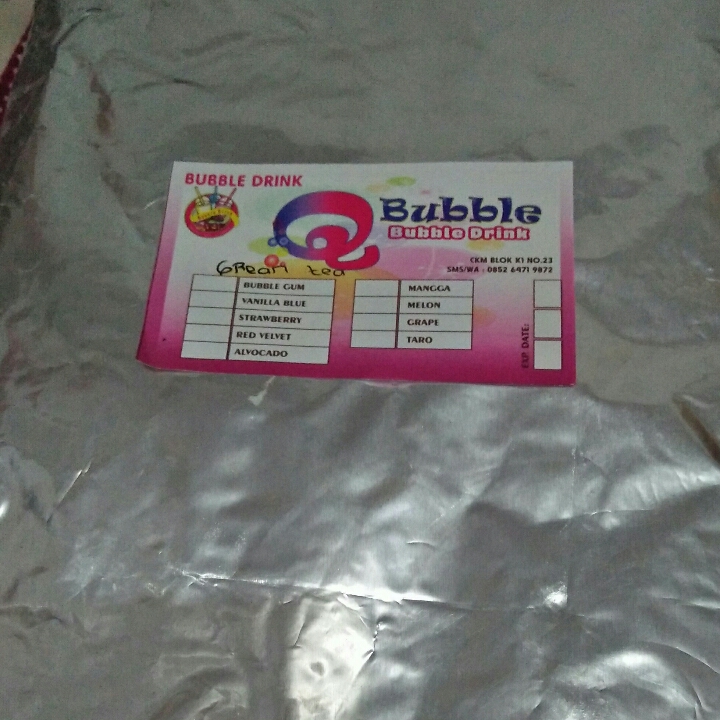 BUBBLE DRINK
Q Bubble
Bubble Drink
CKM BLOK K1 NO.23
SMS/WA : 0852 6471 9872
GReaM tea
BUBBLE GUM
VANILLA BLUE
STRAWBERRY
RED VELVET
ALVOCADO
MANGGA
MELON
GRAPE
TARO
EXP. DATE: